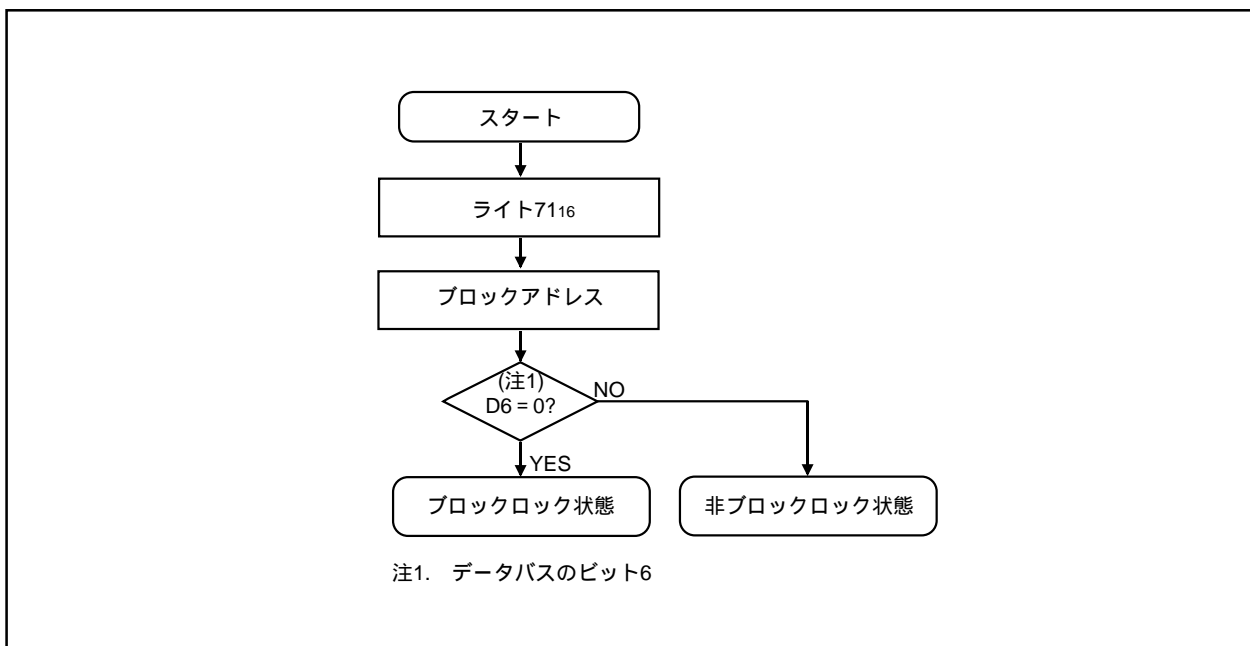 スタート
ライト7116
ブロックアドレス
(注1)
D6 = 0?
NO
YES
ブロックロック状態
非ブロックロック状態
注1. データバスのビット6